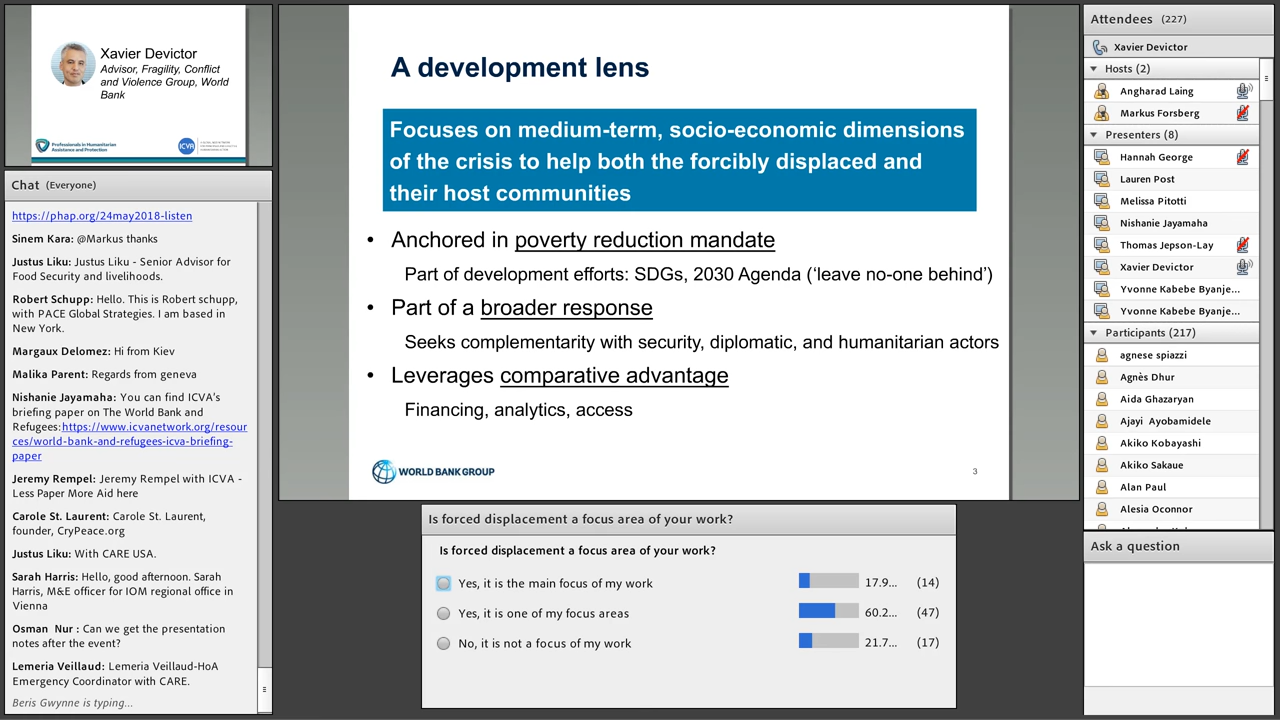 Xavier Devictor
Advisor, Fragility, Conflict
and Violence Group, World
Bank
Professionals in Humanitarian
Assistance and Protection
ICVA
Chat (Everyone)
https://phap.org/24may2018-listen
Sinem Kara: @Markus thanks
Justus Liku: Justus Liku - Senior Advisor for
Food Security and livelihoods.
Robert Schupp: Hello. This is Robert schupp,
with PACE Global Strategies. I am based in
New York.
Margaux Delomez: Hi from Kiev
Malika Parent: Regards from geneva
Nishanie Jayamaha: You can find ICVA's
briefing paper on The World Bank and
Refugees:https://www.icvanetwork.org/resour
ces/world-bank-and-refugees-icva-briefing-
paper
Jeremy Rempel: Jeremy Rempel with ICVA -
Less Paper More Aid here
Carole St. Laurent: Carole St. Laurent,
founder, CryPeace.org
Justus Liku: With CARE USA.
Sarah Harris: Hello, good afternoon. Sarah
Harris, M&E officer for IOM regional office in
Vienna
Osman Nur : Can we get the presentation
notes after the event?
Lemeria Veillaud: Lemeria Veillaud-HoA
Emergency Coordinator with CARE.
Beris Gwynne is typing...
A development lens
Focuses on medium-term, socio-economic dimensions
of the crisis to help both the forcibly displaced and
their host communities
• Anchored in poverty reduction mandate
Part of development efforts: SDGs, 2030 Agenda (‘leave no-one behind’)
• Part of a broader response
Seeks complementarity with security, diplomatic, and humanitarian actors
• Leverages comparative advantage
Financing, analytics, access
WORLD BANK GROUP
3
Is forced displacement a focus area of your work?
Is forced displacement a focus area of your work?
Yes, it is the main focus of my work 17.9... (14)
Yes, it is one of my focus areas 60.2... (47)
No, it is not a focus of my work 21.7... (17)
Attendees (227)
Xavier Devictor
Hosts (2)
Angharad Laing
Markus Forsberg
Presenters (8)
Hannah George
Lauren Post
Melissa Pitotti
Nishanie Jayamaha
Thomas Jepson-Lay
Xavier Devictor
Yvonne Kabebe Byanje...
Yvonne Kabebe Byanje...
Participants (217)
agnese spiazzi
Agnès Dhur
Aida Ghazaryan
Ajayi Ayobamidele
Akiko Kobayashi
Akiko Sakaue
Alan Paul
Alesia Oconnor
Ask a question